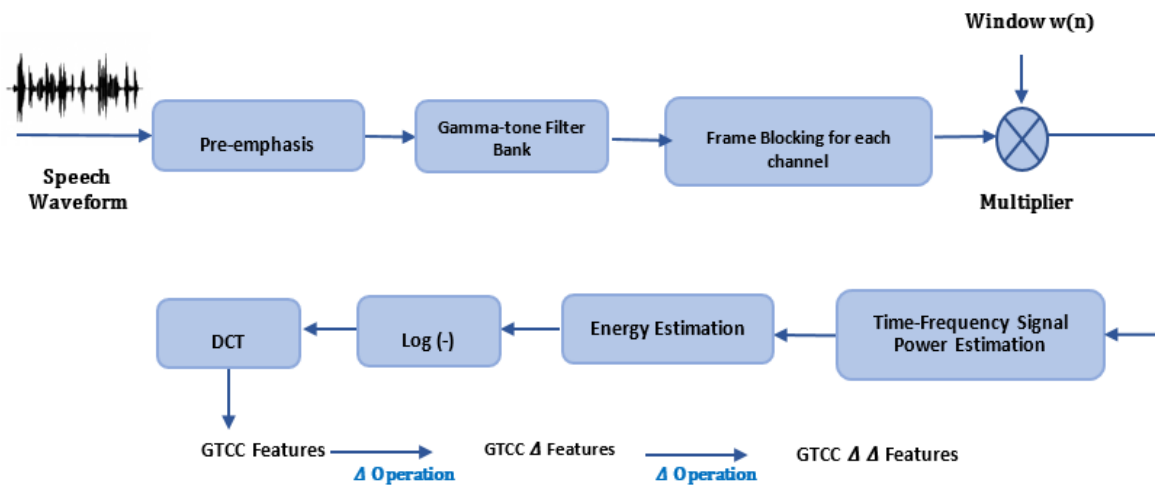 Window w(n)
Pre-emphasis
Gamma-tone Filter
Bank
Frame Blocking for each
channel
Speech
Waveform
Multiplier
DCT
Log (-)
Energy Estimation
Time-Frequency Signal
Power Estimation
GTCC Features
Δ Operation
GTCC Δ Features
Δ Operation
GTCC Δ Δ Features